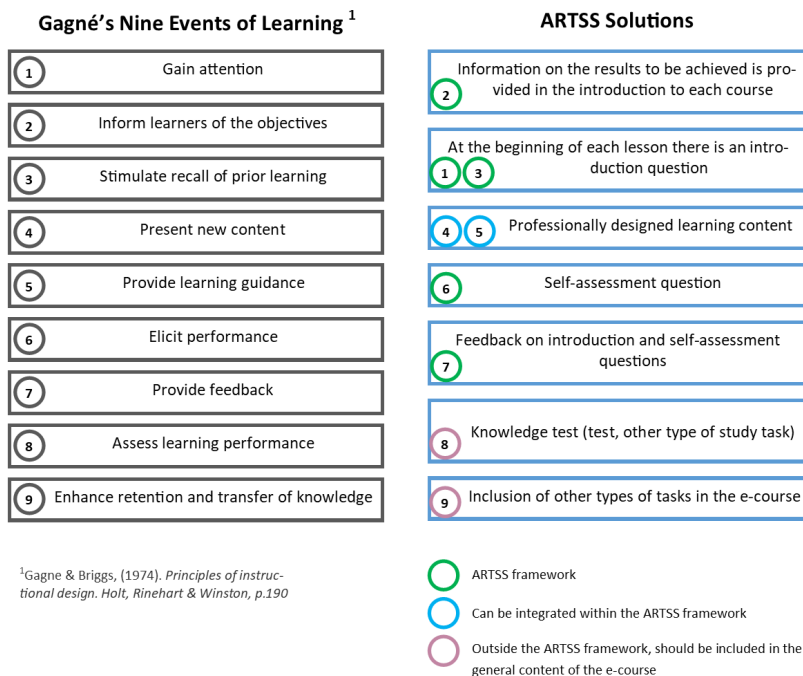 Gagné's Nine Events of Learning 1
1 Gain attention
2 Inform learners of the objectives
3 Stimulate recall of prior learning
4 Present new content
5 Provide learning guidance
6 Elicit performance
7 Provide feedback
8 Assess learning performance
9 Enhance retention and transfer of knowledge
1Gagne & Briggs, (1974). Principles of instruc-
tional design. Holt, Rinehart & Winston, p.190
ARTSS Solutions
Information on the results to be achieved is pro-
2 vided in the introduction to each course
At the beginning of each lesson there is an intro-
1 3 duction question
4 5 Professionally designed learning content
6 Self-assessment question
Feedback on introduction and self-assessment
7 questions
8 Knowledge test (test, other type of study task)
9 Inclusion of other types of tasks in the e-course
ARTSS framework
Can be integrated within the ARTSS framework
Outside the ARTSS framework, should be included in the
general content of the e-course